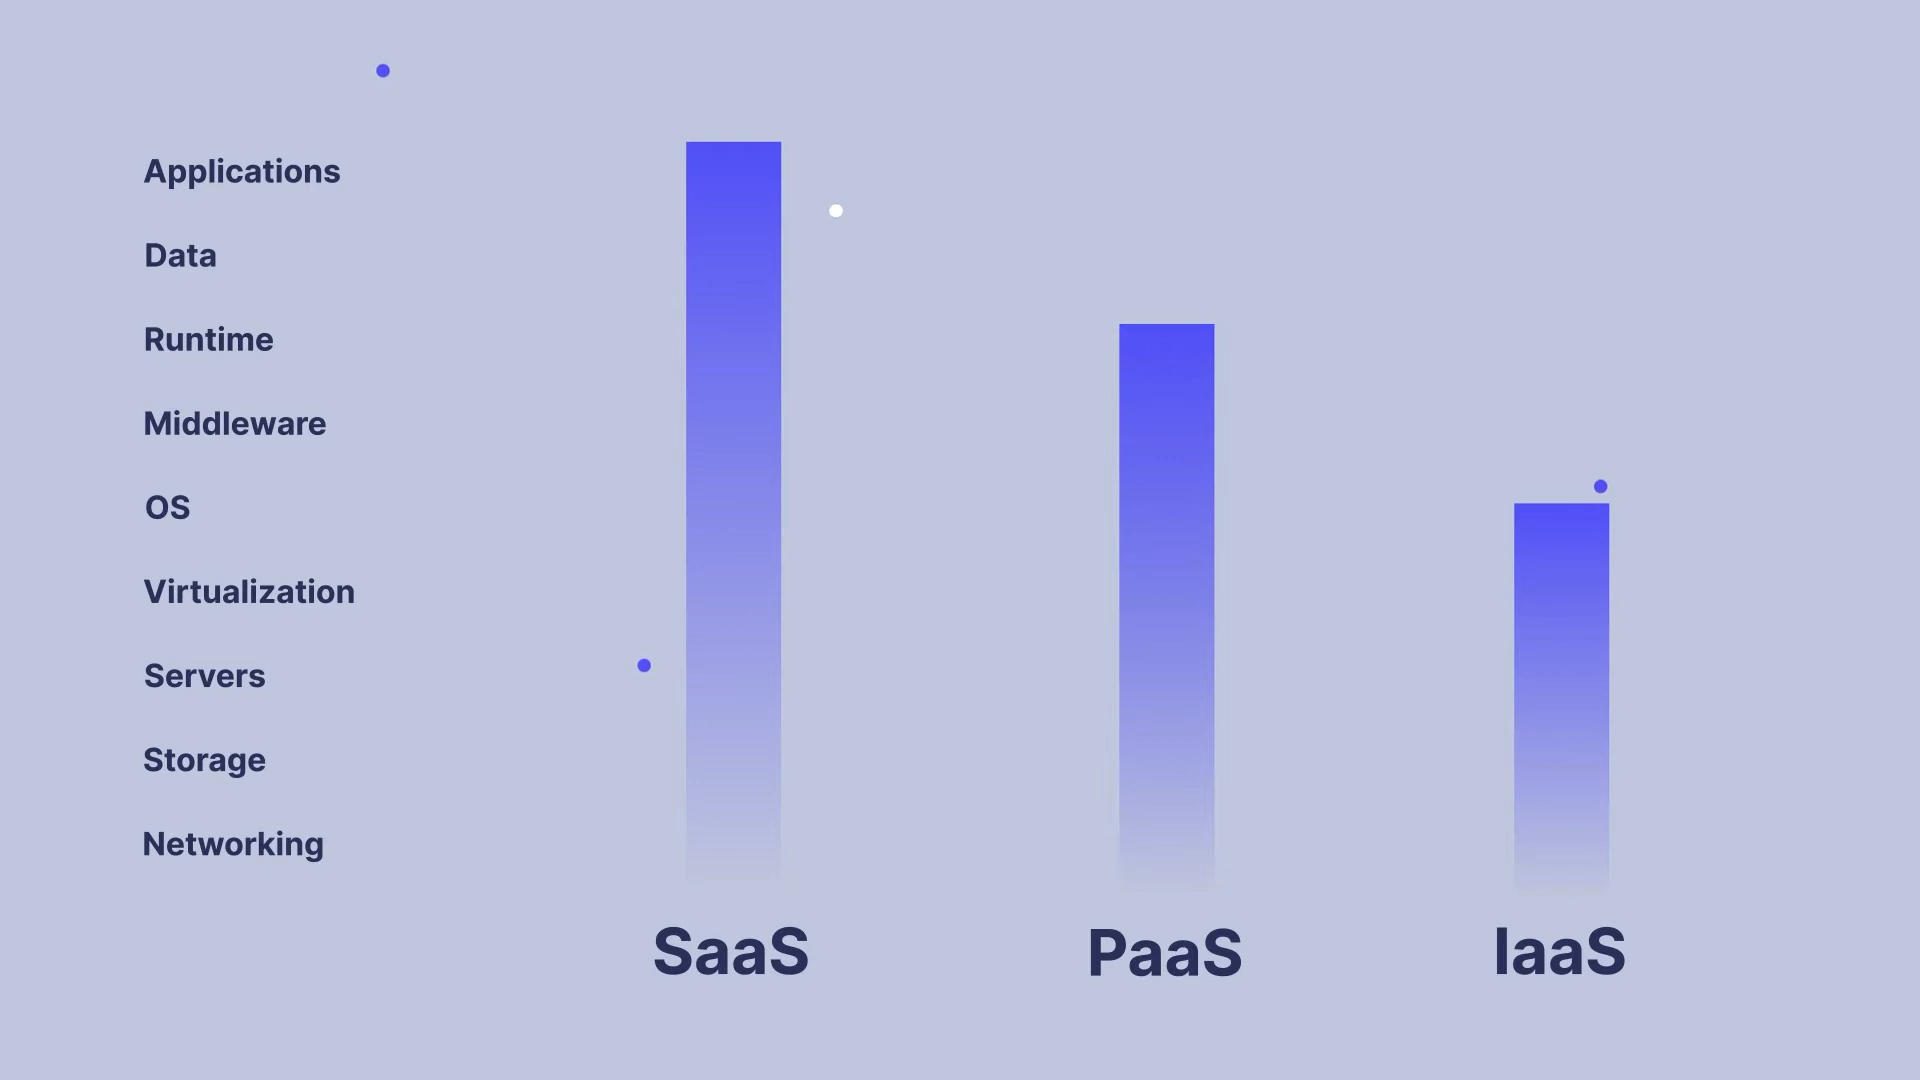 Applications
Data
Runtime
Middleware
OS
Virtualization
Servers
Storage
Networking
SaaS
PaaS
IaaS